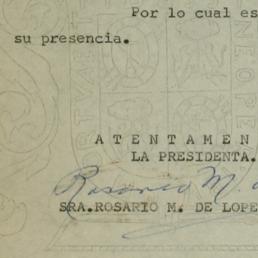 Por lo cual es
su presencia.
A T E N T A M E N
LA PRESIDENTA.
Rosario M. d
SRA.ROSARIO M. DE LOPE